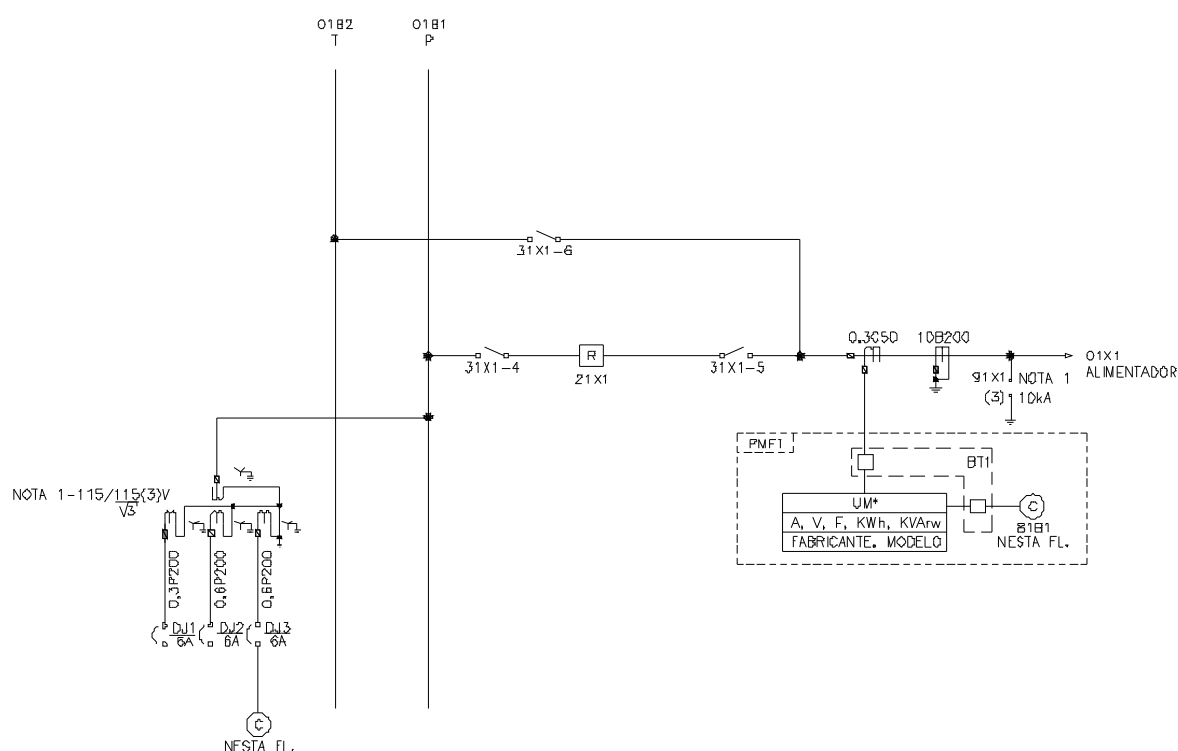 01B2
T
01B1
P
31X1-6
31X1-4
R
21X1
31X1-5
0.3C50
10B200
01X1
ALIMENTADOR
91X1 NOTA 1
(3) 10kA
PMF1
BT1
UM*
A, V, F, KWh, KVArw
FABRICANTE. MODELO
C
81B1
NESTA FL.
NOTA 1-115/115(3)V
√3
0,3P200
0,6P200
0,6P200
DJ1
6A
DJ2
6A
DJ3
6A
C
NESTA FL.